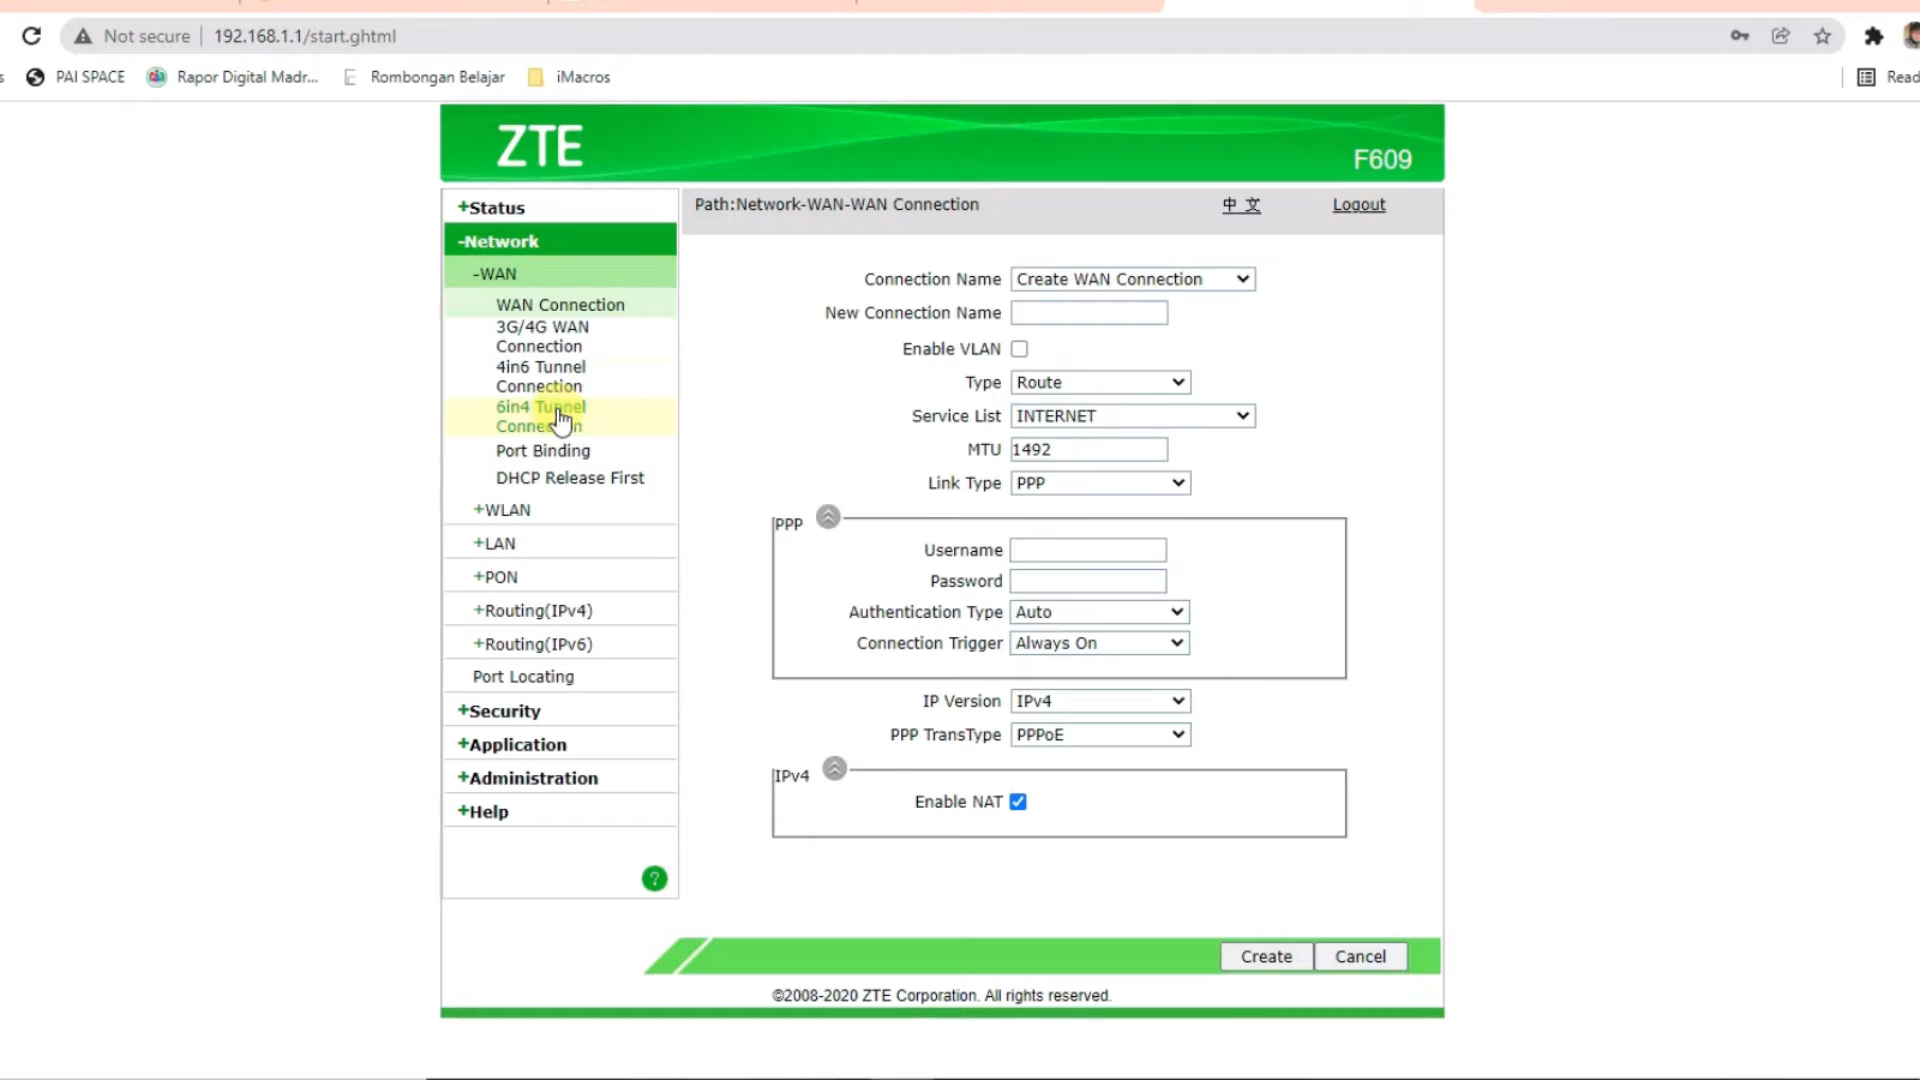 Not secure | 192.168.1.1/start.ghtml
s PAI SPACE Rapor Digital Madr... Rombongan Belajar iMacros Read
ZTE
F609
Path:Network-WAN-WAN Connection 中 文 Logout
+Status
-Network
-WAN
WAN Connection
3G/4G WAN
Connection
4in6 Tunnel
Connection
6in4 Tunnel
Connection
Port Binding
DHCP Release First
+WLAN
+LAN
+PON
+Routing(IPv4)
+Routing(IPv6)
Port Locating
+Security
+Application
+Administration
+Help
?
Connection Name Create WAN Connection
New Connection Name
Enable VLAN
Type Route
Service List INTERNET
MTU 1492
Link Type PPP
PPP
Username
Password
Authentication Type Auto
Connection Trigger Always On
IP Version IPv4
PPP TransType PPPoE
IPv4
Enable NAT
Create Cancel
©2008-2020 ZTE Corporation. All rights reserved.